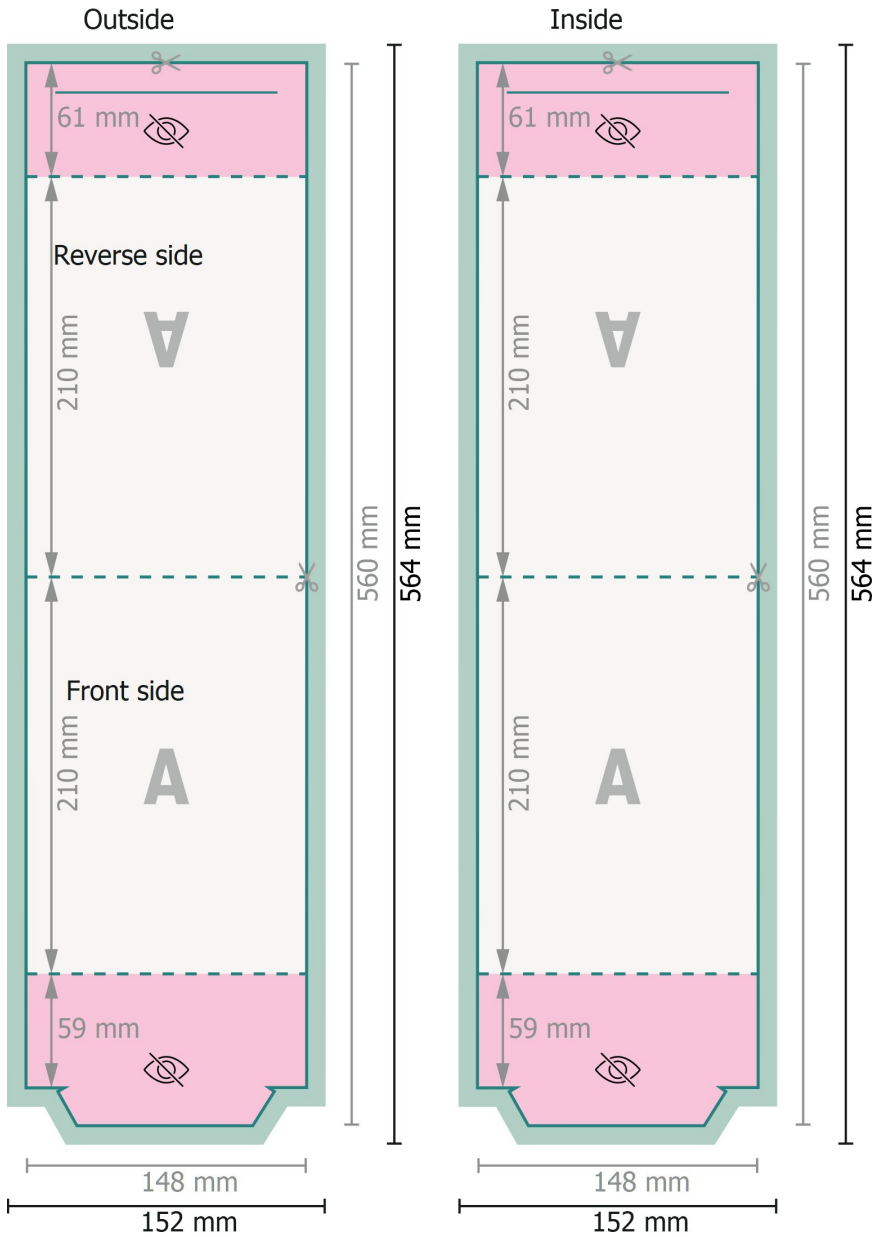 Outside
61 mm
Reverse side
A
210 mm
560 mm
564 mm
Front side
A
210 mm
59 mm
148 mm
152 mm
Inside
61 mm
A
210 mm
560 mm
564 mm
A
210 mm
59 mm
148 mm
152 mm